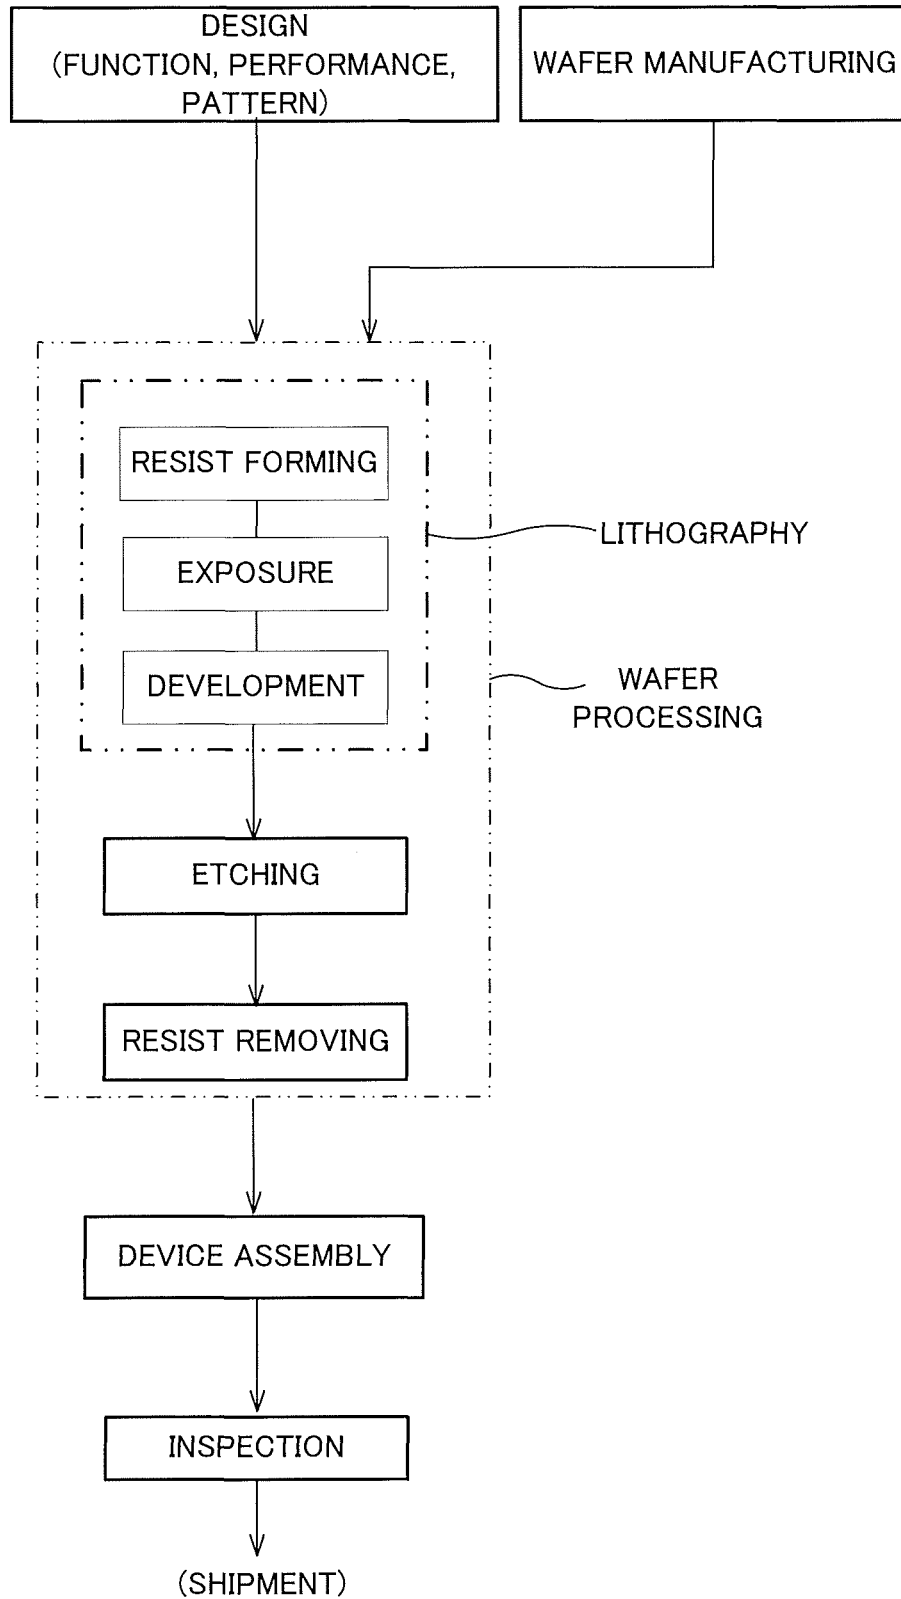 DESIGN
(FUNCTION, PERFORMANCE,
PATTERN)
WAFER MANUFACTURING
RESIST FORMING
EXPOSURE
DEVELOPMENT
LITHOGRAPHY
WAFER
PROCESSING
ETCHING
RESIST REMOVING
DEVICE ASSEMBLY
INSPECTION
(SHIPMENT)